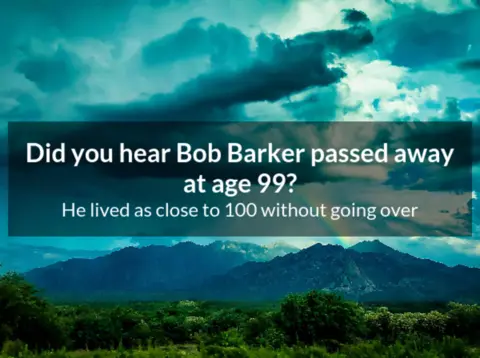 Did you hear Bob Barker passed away
at age 99?
He lived as close to 100 without going over